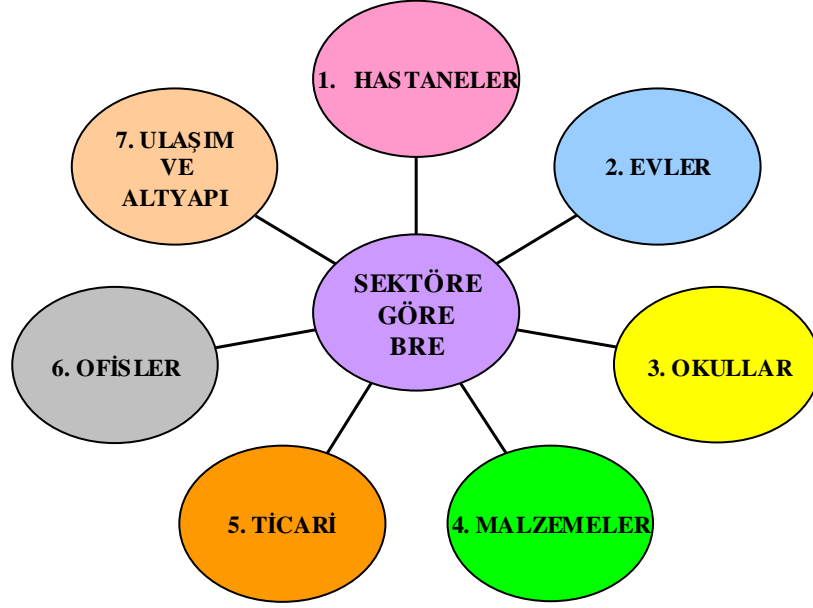 1. HASTANELER
7. ULAŞIM
VE
ALTYAPI
2. EVLER
SEKTÖRE
GÖRE
BRE
6. OFİSLER
3. OKULLAR
5. TİCARİ
4. MALZEMELER